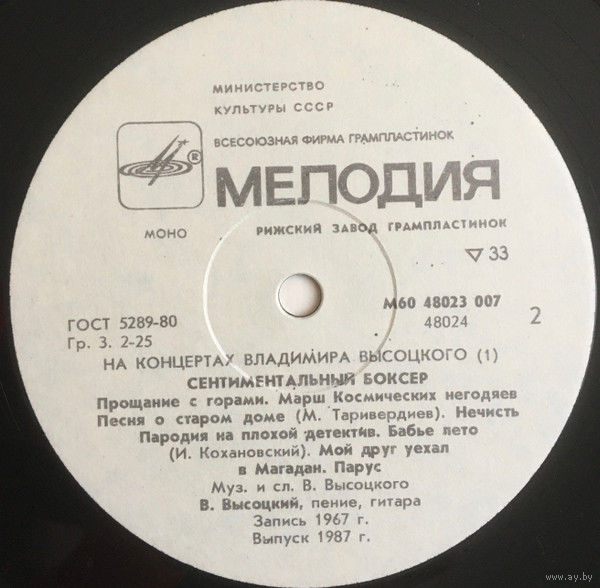 МИНИСТЕРСТВО
КУЛЬТУРЫ СССР
ВСЕСОЮЗНАЯ ФИРМА ГРАМПЛАСТИНОК
®
МЕЛОДИЯ
МОНО
РИЖСКИЙ ЗАВОД ГРАМПЛАСТИНОК
▽ 33
ГОСТ 5289-80
М60 48023 007
Гр. 3. 2-25
48024
2
НА КОНЦЕРТАХ ВЛАДИМИРА ВЫСОЦКОГО (1)
СЕНТИМЕНТАЛЬНЫЙ БОКСЕР
Прощание с горами. Марш Космических негодяев
Песня о старом доме (М. Таривердиев). Нечисть
Пародия на плохой детектив. Бабье лето
(И. Кохановский). Мой друг уехал
в Магадан. Парус
Муз. и сл. В. Высоцкого
В. Высоцкий, пение, гитара
Запись 1967 г.
Выпуск 1987 г.
www.ay.by